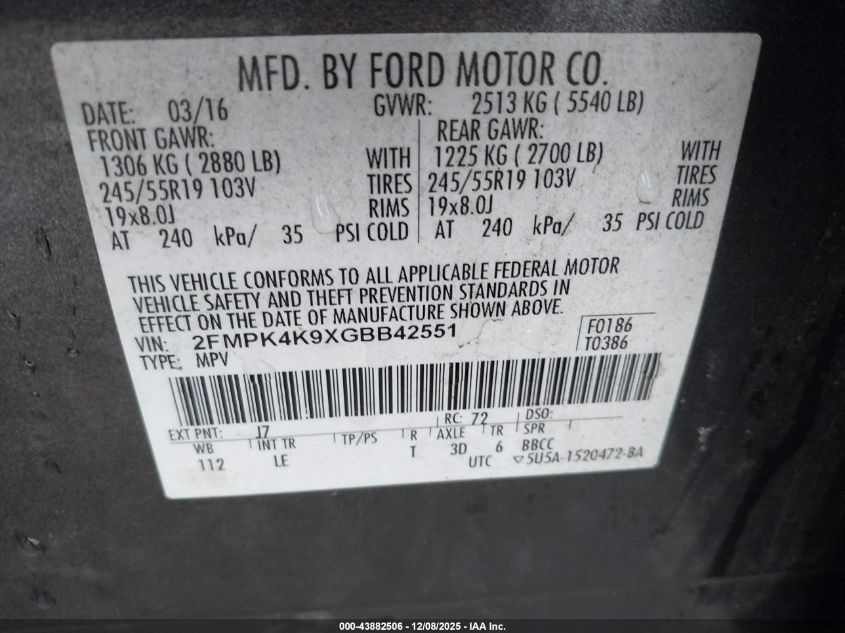 MFD. BY FORD MOTOR CO.
DATE: 03/16 GVWR: 2513 KG ( 5540 LB)
FRONT GAWR: REAR GAWR:
1306 KG ( 2880 LB) WITH 1225 KG ( 2700 LB) WITH
245/55R19 103V TIRES 245/55R19 103V TIRES
19x8.0J RIMS 19x8.0J RIMS
AT 240 kPa/ 35 PSI COLD AT 240 kPa/ 35 PSI COLD
THIS VEHICLE CONFORMS TO ALL APPLICABLE FEDERAL MOTOR
VEHICLE SAFETY AND THEFT PREVENTION STANDARDS IN
EFFECT ON THE DATE OF MANUFACTURE SHOWN ABOVE.
VIN: 2FMPK4K9XGBB42551 F0186
TYPE: MPV T0386
EXT PNT: J7 RC: 72 DSO:
WB INT TR TP/PS R AXLE TR SPR
112 LE T 3D 6 BBCC
UTC ▽5U5A-1520472-BA
000-43882506 - 12/08/2025 - IAA Inc.